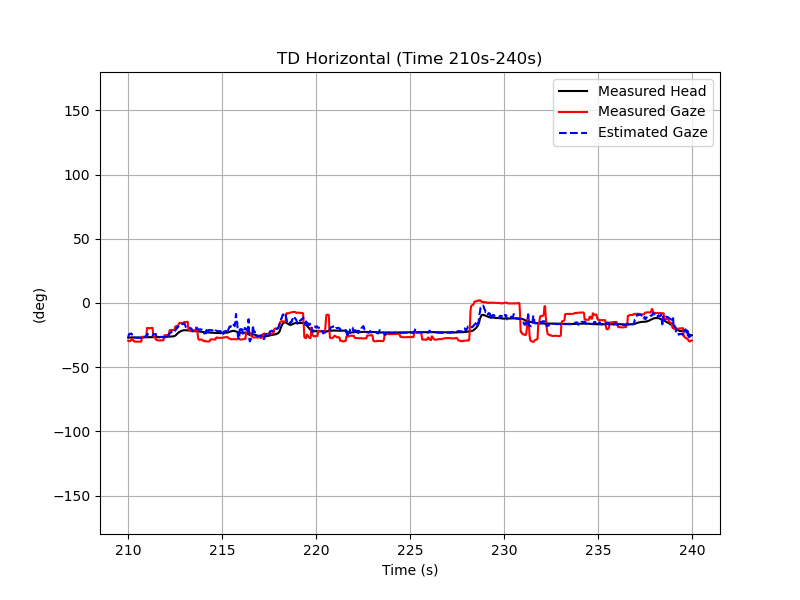 TD Horizontal (Time 210s-240s)
Measured Head
Measured Gaze
Estimated Gaze
150
100
50
0
−50
−100
−150
(deg)
210 215 220 225 230 235 240
Time (s)